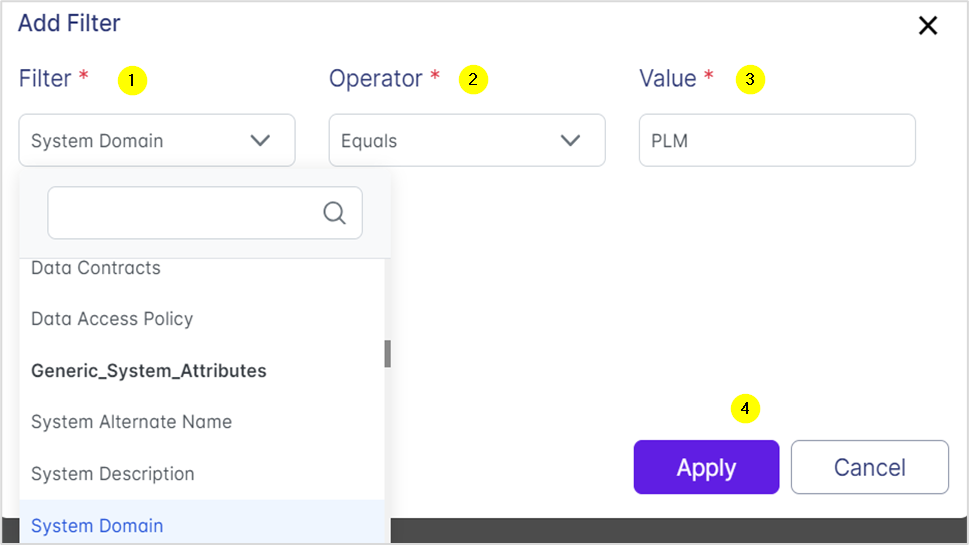 Add Filter
Filter * 1 Operator * 2 Value * 3
System Domain Equals PLM
Data Contracts
Data Access Policy
Generic_System_Attributes
System Alternate Name
4
System Description
Apply Cancel
System Domain